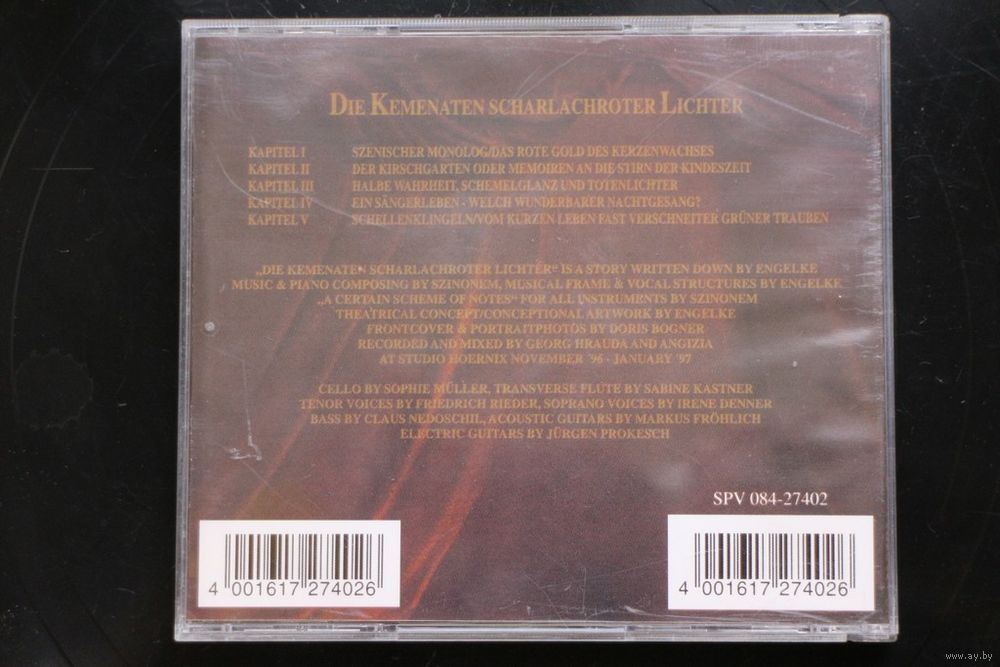 DIE KEMENATEN SCHARLACHROTER LICHTER
KAPITEL I SZENISCHER MONOLOG/DAS ROTE GOLD DES KERZENWACHSES
KAPITEL II DER KIRSCHGARTEN ODER MEMOIREN AN DIE STIRN DER KINDESZEIT
KAPITEL III HALBE WAHRHEIT, SCHEMELGLANZ UND TOTENLICHTER
KAPITEL IV EIN SÄNGERLEBEN - WELCH WUNDERBARER NACHTGESANG?
KAPITEL V SCHELLENKLINGELN/VOM KURZEN LEBEN FAST VERSCHNEITER GRÜNER TRAUBEN
„DIE KEMENATEN SCHARLACHROTER LICHTER“ IS A STORY WRITTEN DOWN BY ENGELKE
MUSIC & PIANO COMPOSING BY SZINONEM, MUSICAL FRAME & VOCAL STRUCTURES BY ENGELKE
„A CERTAIN SCHEME OF NOTES“ FOR ALL INSTRUMENTS BY SZINONEM
THEATRICAL CONCEPT/CONCEPTIONAL ARTWORK BY ENGELKE
FRONTCOVER & PORTRAITPHOTOS BY DORIS BOGNER
RECORDED AND MIXED BY GEORG HRAUDA AND ANGIZIA
AT STUDIO HOERNIX NOVEMBER '96 - JANUARY '97
CELLO BY SOPHIE MÜLLER, TRANSVERSE FLUTE BY SABINE KASTNER
TENOR VOICES BY FRIEDRICH RIEDER, SOPRANO VOICES BY IRENE DENNER
BASS BY CLAUS NEDOSCHIL, ACOUSTIC GUITARS BY MARKUS FRÖHLICH
ELECTRIC GUITARS BY JÜRGEN PROKESCH
SPV 084-27402
4 001617 274026
4 001617 274026
www.ay.by